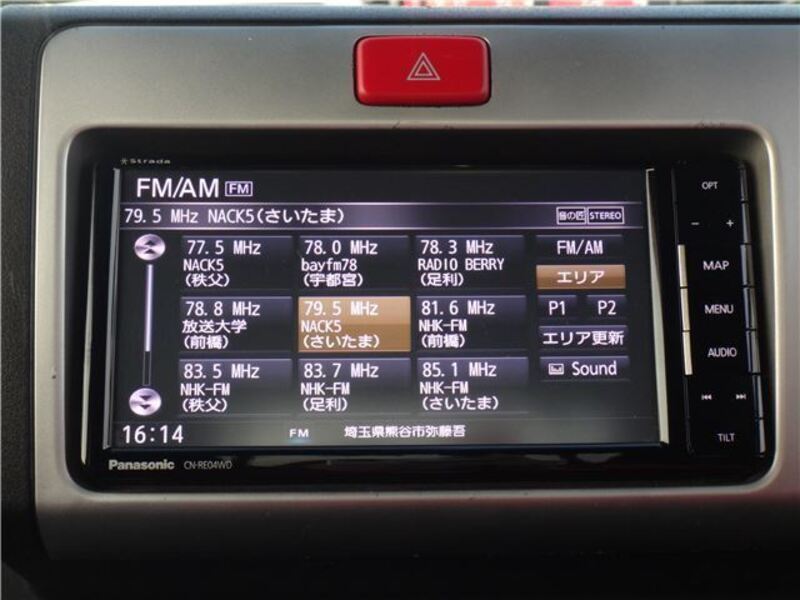 Strada
FM/AM FM
79.5 MHz NACK5(さいたま) 音の匠 STEREO
77.5 MHz NACK5 (秩父)
78.0 MHz bayfm78 (宇都宮)
78.3 MHz RADIO BERRY (足利)
FM/AM
エリア
78.8 MHz 放送大学 (前橋)
79.5 MHz NACK5 (さいたま)
81.6 MHz NHK-FM (前橋)
P1 P2
エリア更新
83.5 MHz NHK-FM (秩父)
83.7 MHz NHK-FM (足利)
85.1 MHz NHK-FM (さいたま)
Sound
16:14 FM 埼玉県熊谷市弥藤吾
Panasonic CN-RE04WD
OPT
- +
MAP
MENU
AUDIO
TILT